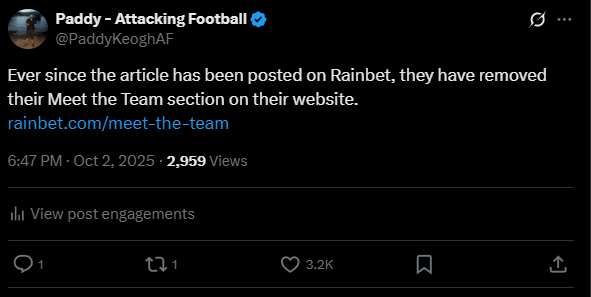 Paddy - Attacking Football
@PaddyKeoghAF
Ever since the article has been posted on Rainbet, they have removed
their Meet the Team section on their website.
rainbet.com/meet-the-team
6:47 PM · Oct 2, 2025 · 2,959 Views
View post engagements
1 1 3.2K